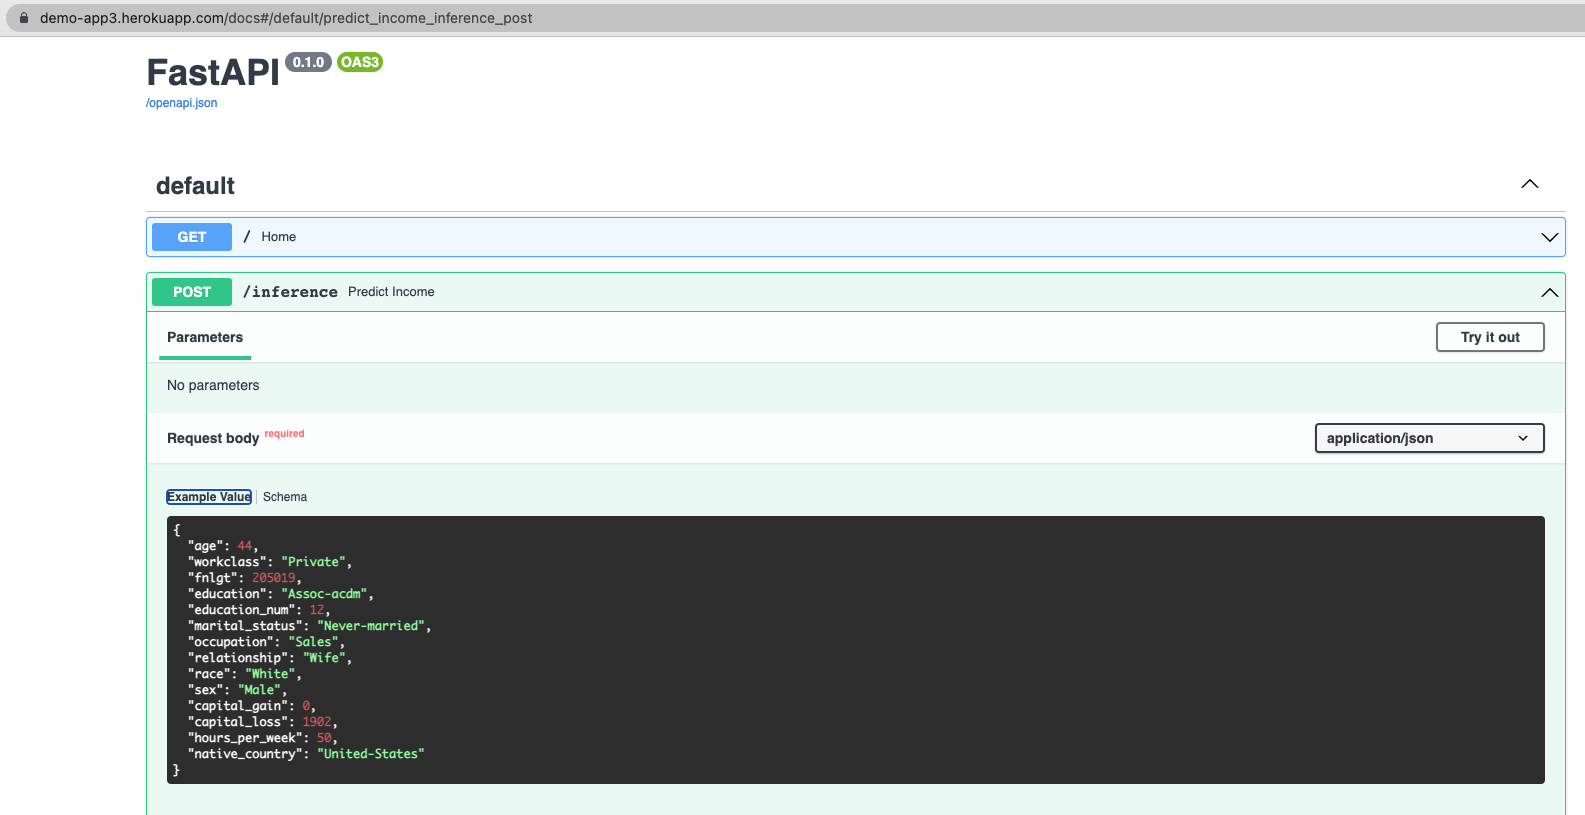 demo-app3.herokuapp.com/docs#/default/predict_income_inference_post
FastAPI 0.1.0 OAS3
/openapi.json
default
GET / Home
POST /inference Predict Income
Parameters Try it out
No parameters
Request body required application/json
Example Value Schema
{
  "age": 44,
  "workclass": "Private",
  "fnlgt": 205019,
  "education": "Assoc-acdm",
  "education_num": 12,
  "marital_status": "Never-married",
  "occupation": "Sales",
  "relationship": "Wife",
  "race": "White",
  "sex": "Male",
  "capital_gain": 0,
  "capital_loss": 1902,
  "hours_per_week": 50,
  "native_country": "United-States"
}